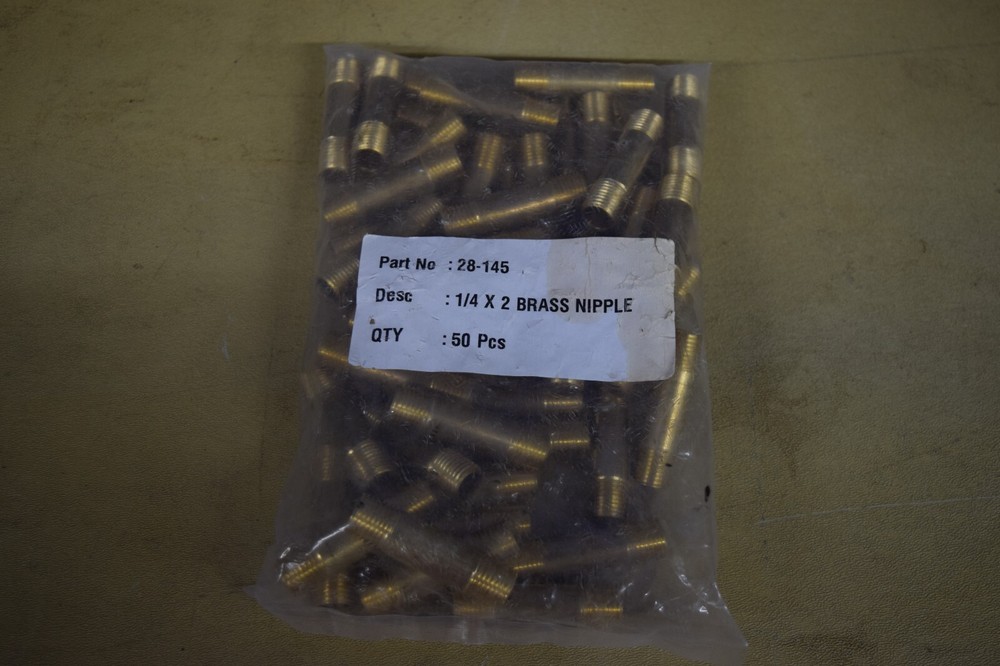 Part No : 28-145
Desc : 1/4 X 2 BRASS NIPPLE
QTY : 50 Pcs